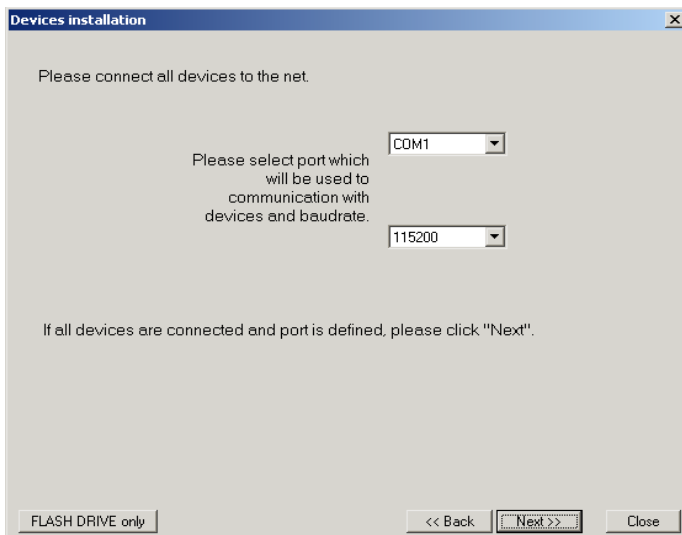 Devices installation
Please connect all devices to the net.
COM1
Please select port which
will be used to
communication with
devices and baudrate.
115200
If all devices are connected and port is defined, please click "Next".
FLASH DRIVE only
<< Back
Next >>
Close